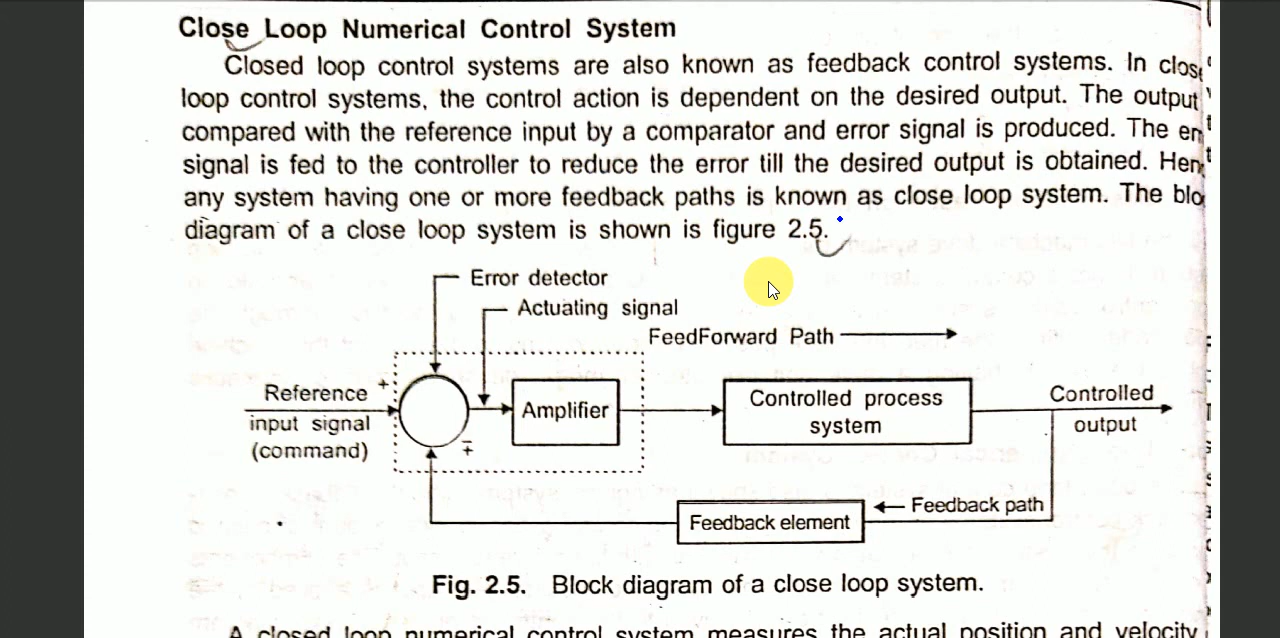 Close Loop Numerical Control System
Closed loop control systems are also known as feedback control systems. In close
loop control systems, the control action is dependent on the desired output. The output
compared with the reference input by a comparator and error signal is produced. The
signal is fed to the controller to reduce the error till the desired output is obtained.
any system having one or more feedback paths is known as close loop system. The
diagram of a close loop system is shown is figure 2.5.
Error detector
Actuating signal
FeedForward Path
Reference
input signal
(command)
+
Amplifier
∓
Controlled process
system
Controlled
output
Feedback path
Feedback element
Fig. 2.5. Block diagram of a close loop system.
A closed loop numerical control system measures the actual position and velocity